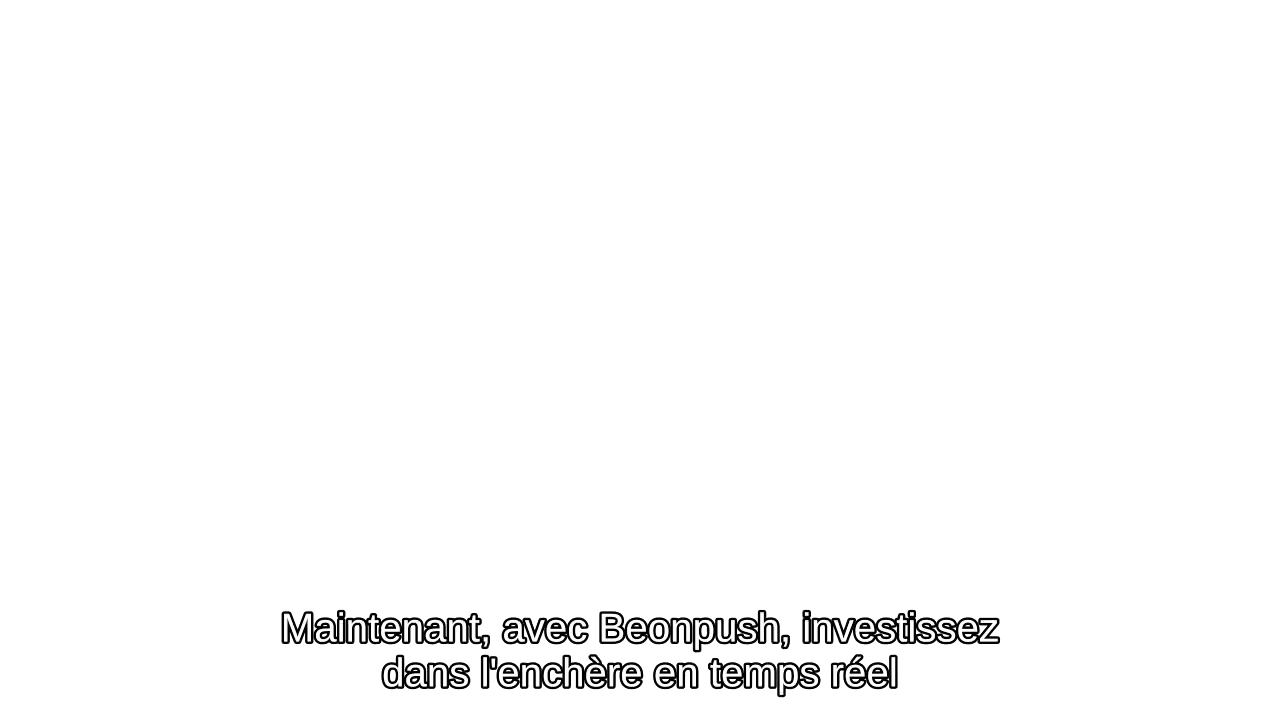 Maintenant, avec Beonpush, investissez
dans l'enchère en temps réel